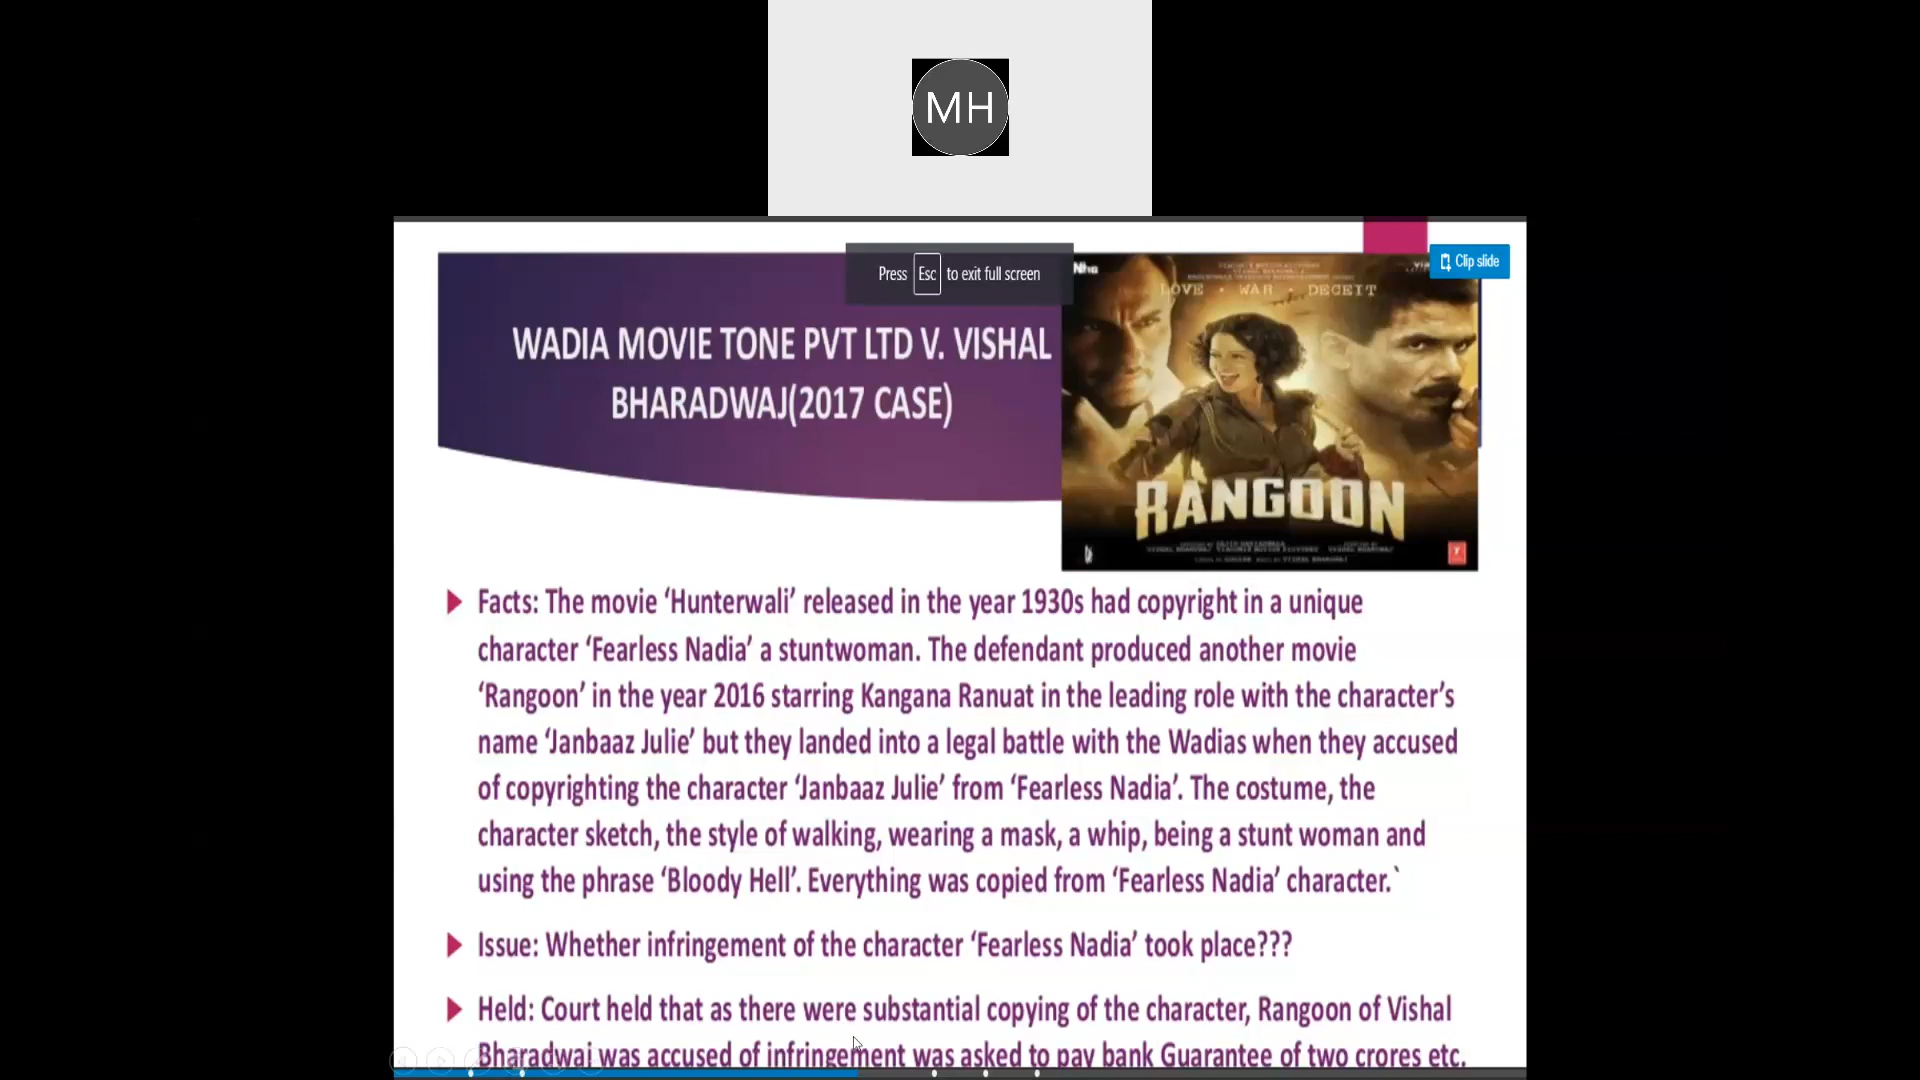 MH
Press Esc to exit full screen
Clip slide
LOVE · WAR · DECEIT
WADIA MOVIE TONE PVT LTD V. VISHAL
BHARADWAJ(2017 CASE)
RANGOON
Facts: The movie ‘Hunterwali’ released in the year 1930s had copyright in a unique
character ‘Fearless Nadia’ a stuntwoman. The defendant produced another movie
‘Rangoon’ in the year 2016 starring Kangana Ranuat in the leading role with the character’s
name ‘Janbaaz Julie’ but they landed into a legal battle with the Wadias when they accused
of copyrighting the character ‘Janbaaz Julie’ from ‘Fearless Nadia’. The costume, the
character sketch, the style of walking, wearing a mask, a whip, being a stunt woman and
using the phrase ‘Bloody Hell’. Everything was copied from ‘Fearless Nadia’ character.`
Issue: Whether infringement of the character ‘Fearless Nadia’ took place???
Held: Court held that as there were substantial copying of the character, Rangoon of Vishal
Bharadwaj was accused of infringement was asked to pay bank Guarantee of two crores etc.